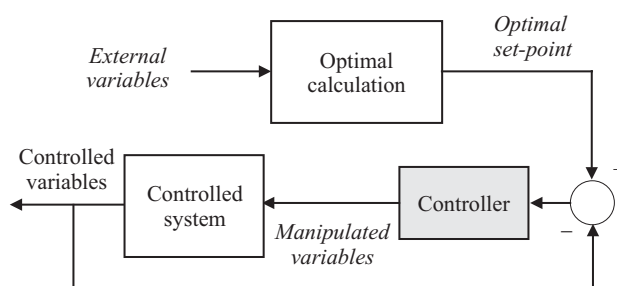 Optimal
set-point
External
variables
Optimal
calculation
Controlled
variables
Controlled
system
Controller
Manipulated
variables
−